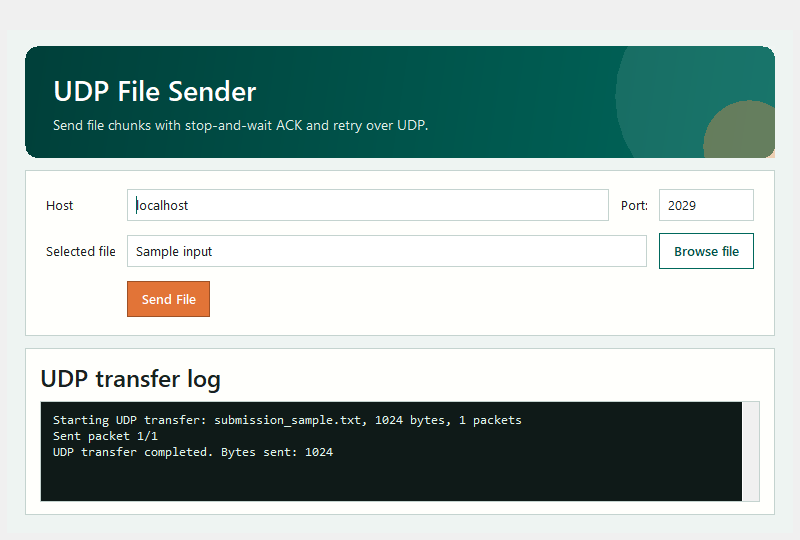 UDP File Sender
Send file chunks with stop-and-wait ACK and retry over UDP.
Host localhost Port: 2029
Selected file Sample input Browse file
Send File
UDP transfer log
Starting UDP transfer: submission_sample.txt, 1024 bytes, 1 packets
Sent packet 1/1
UDP transfer completed. Bytes sent: 1024